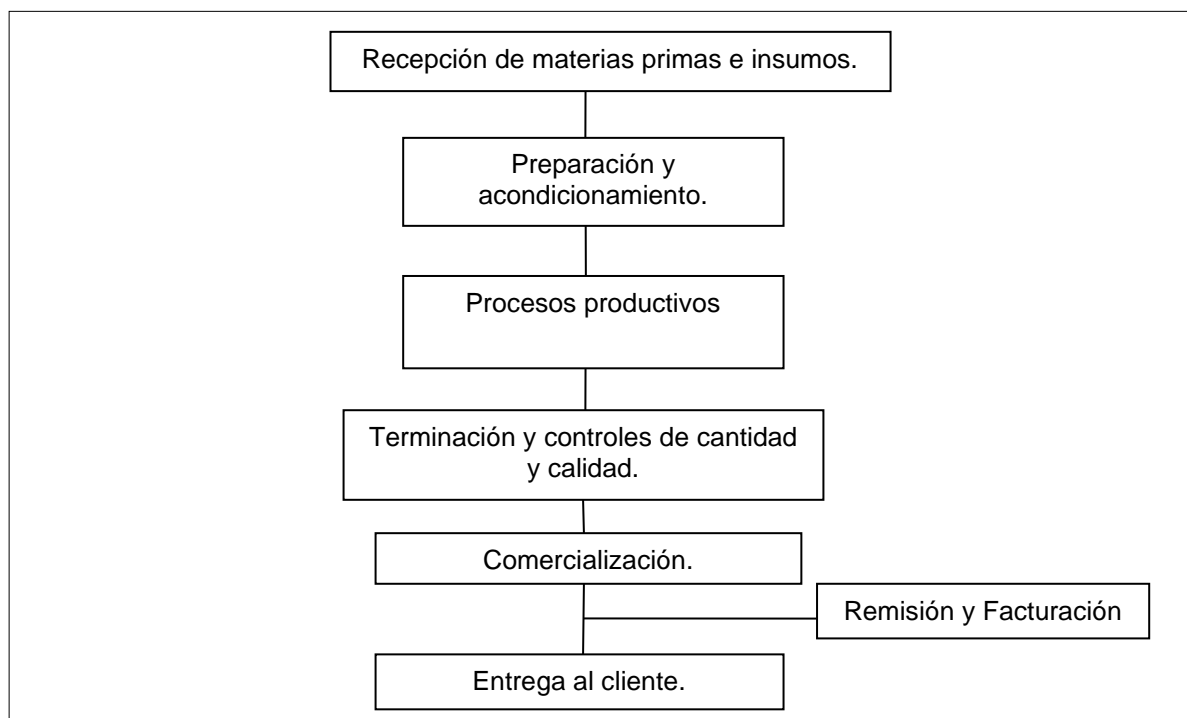 Recepción de materias primas e insumos.
Preparación y
acondicionamiento.
Procesos productivos
Terminación y controles de cantidad
y calidad.
Comercialización.
Remisión y Facturación
Entrega al cliente.